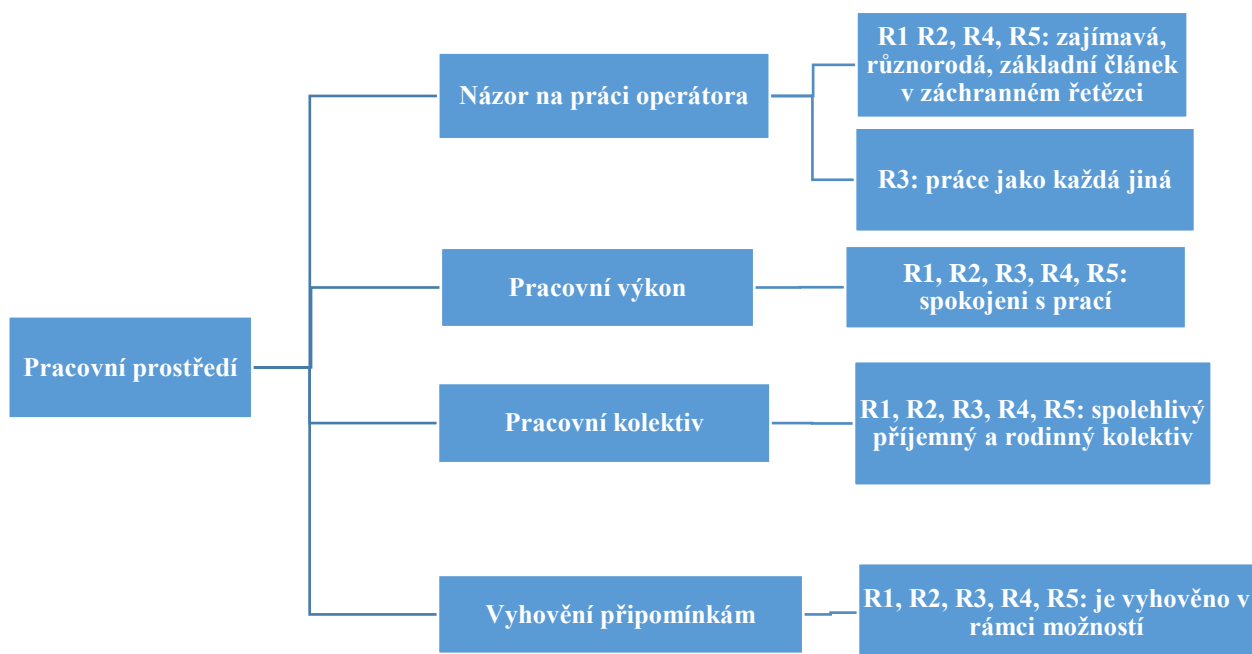 R1 R2, R4, R5: zajímavá,
různorodá, základní článek
v záchranném řetězci
Názor na práci operátora
R3: práce jako každá jiná
Pracovní výkon
R1, R2, R3, R4, R5:
spokojeni s prací
Pracovní prostředí
Pracovní kolektiv
R1, R2, R3, R4, R5: spolehlivý
příjemný a rodinný kolektiv
Vyhovění připomínkám
R1, R2, R3, R4, R5: je vyhověno v
rámci možností